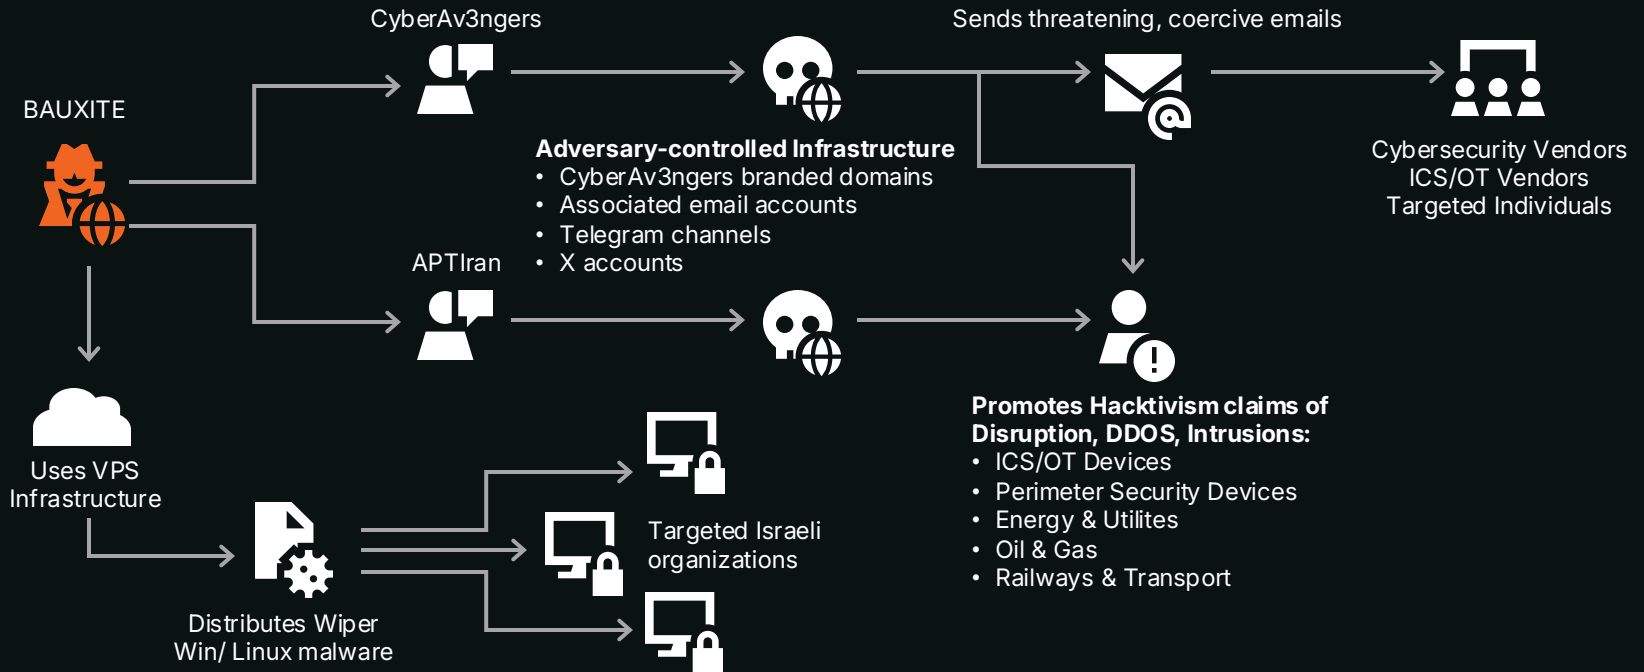 CyberAv3ngers
Sends threatening, coercive emails
BAUXITE
Cybersecurity Vendors
ICS/OT Vendors
Targeted Individuals
Adversary-controlled Infrastructure
• CyberAv3ngers branded domains
• Associated email accounts
• Telegram channels
• X accounts
APTIran
Promotes Hacktivism claims of
Disruption, DDOS, Intrusions:
• ICS/OT Devices
• Perimeter Security Devices
• Energy & Utilites
• Oil & Gas
• Railways & Transport
Uses VPS
Infrastructure
Targeted Israeli
organizations
Distributes Wiper
Win/ Linux malware